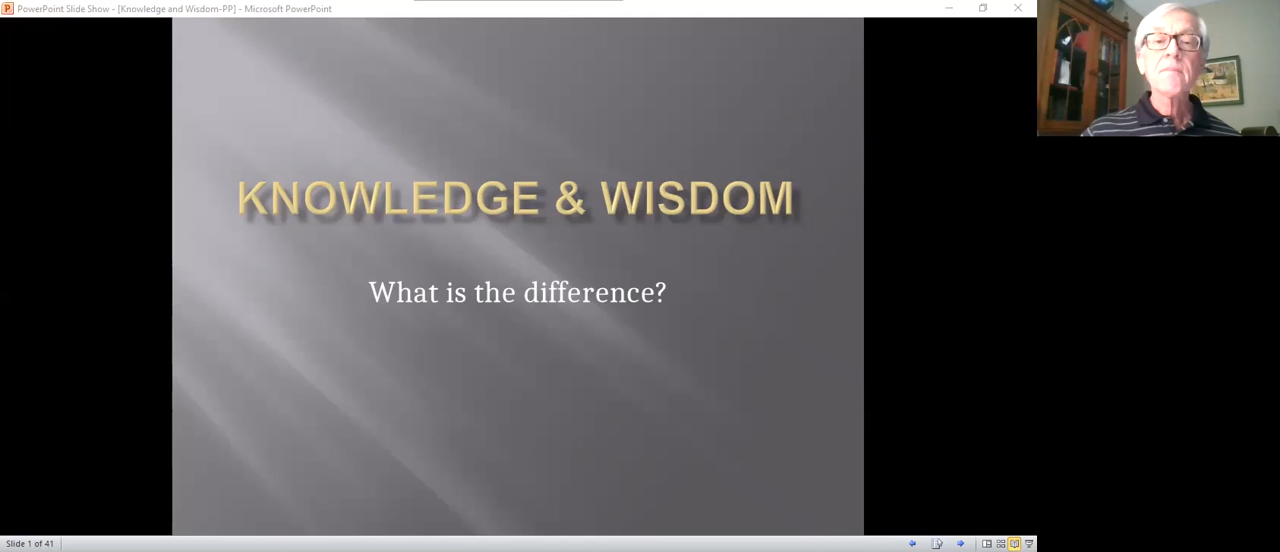 PowerPoint Slide Show - [Knowledge and Wisdom-PP] - Microsoft PowerPoint
KNOWLEDGE & WISDOM
What is the difference?
Slide 1 of 41